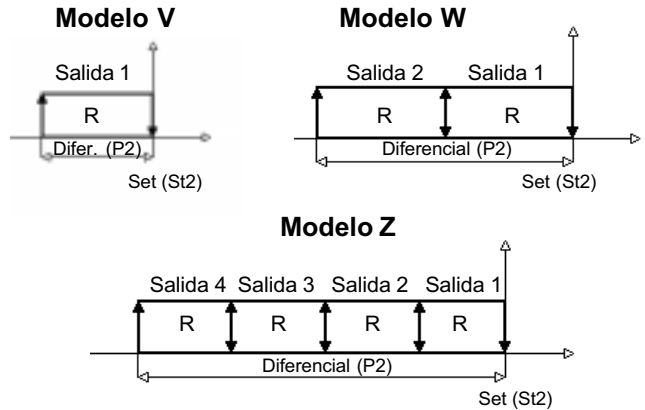 Modelo V
Salida 1
R
Difer. (P2)
Set (St2)
Modelo W
Salida 2 Salida 1
R R
Diferencial (P2)
Set (St2)
Modelo Z
Salida 4 Salida 3 Salida 2 Salida 1
R R R R
Diferencial (P2)
Set (St2)